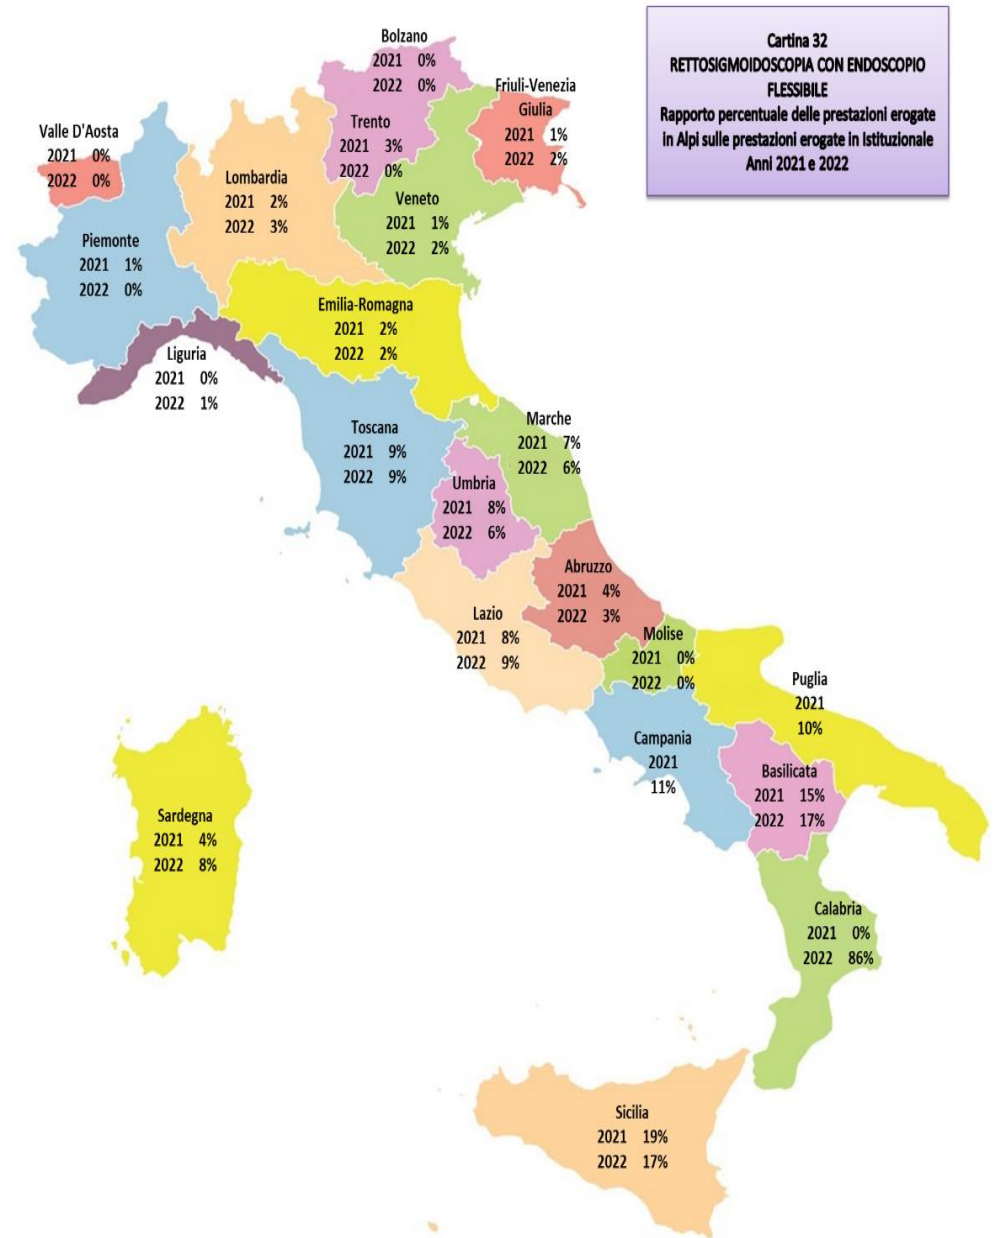 Cartina 32
RETTOSIGMOIDOSCOPIA CON ENDOSCOPIO
FLESSIBILE
Rapporto percentuale delle prestazioni erogate
in Alpi sulle prestazioni erogate in Istituzionale
Anni 2021 e 2022
Bolzano
2021 0%
2022 0%
Trento
2021 3%
2022 0%
Friuli-Venezia
Giulia
2021 1%
2022 2%
Valle D'Aosta
2021 0%
2022 0%
Lombardia
2021 2%
2022 3%
Veneto
2021 1%
2022 2%
Piemonte
2021 1%
2022 0%
Emilia-Romagna
2021 2%
2022 2%
Liguria
2021 0%
2022 1%
Toscana
2021 9%
2022 9%
Marche
2021 7%
2022 6%
Umbria
2021 8%
2022 6%
Abruzzo
2021 4%
2022 3%
Lazio
2021 8%
2022 9%
Molise
2021 0%
2022 0%
Puglia
2021
10%
Campania
2021
11%
Basilicata
2021 15%
2022 17%
Sardegna
2021 4%
2022 8%
Calabria
2021 0%
2022 86%
Sicilia
2021 19%
2022 17%